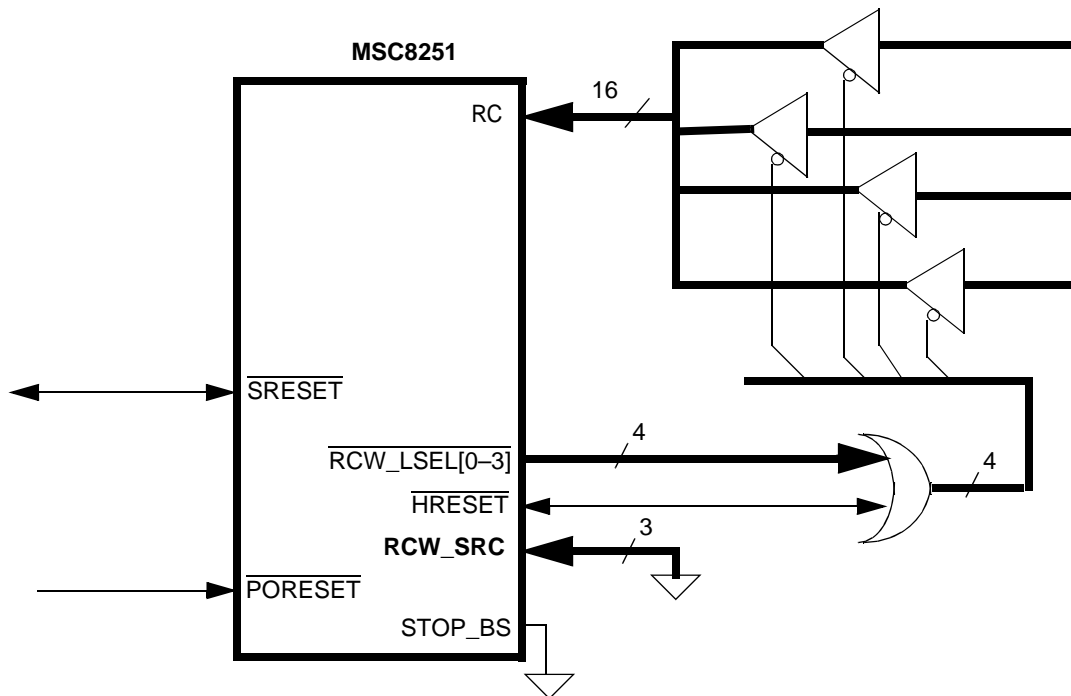 MSC8251
16
RC
SRESET
4
RCW_LSEL[0–3]
4
HRESET
3
RCW_SRC
PORESET
STOP_BS